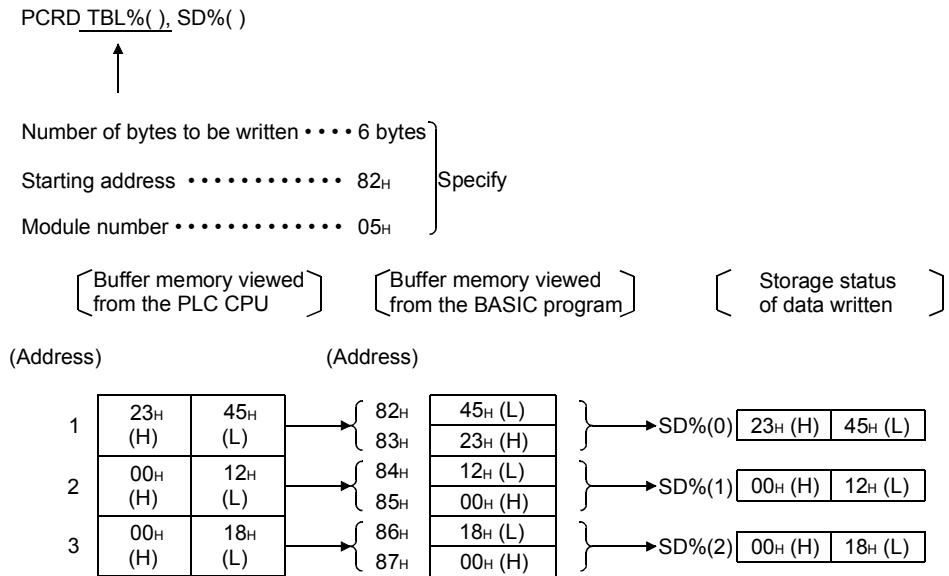 PCRD TBL%( ), SD%( )
Number of bytes to be written •••• 6 bytes
Starting address •••••••••••• 82H
Specify
Module number ••••••••••••• 05H
Buffer memory viewed from the PLC CPU
Buffer memory viewed from the BASIC program
Storage status of data written
(Address) (Address)
1 23H (H) 45H (L)
82H 45H (L)
83H 23H (H)
SD%(0) 23H (H) 45H (L)
2 00H (H) 12H (L)
84H 12H (L)
85H 00H (H)
SD%(1) 00H (H) 12H (L)
3 00H (H) 18H (L)
86H 18H (L)
87H 00H (H)
SD%(2) 00H (H) 18H (L)